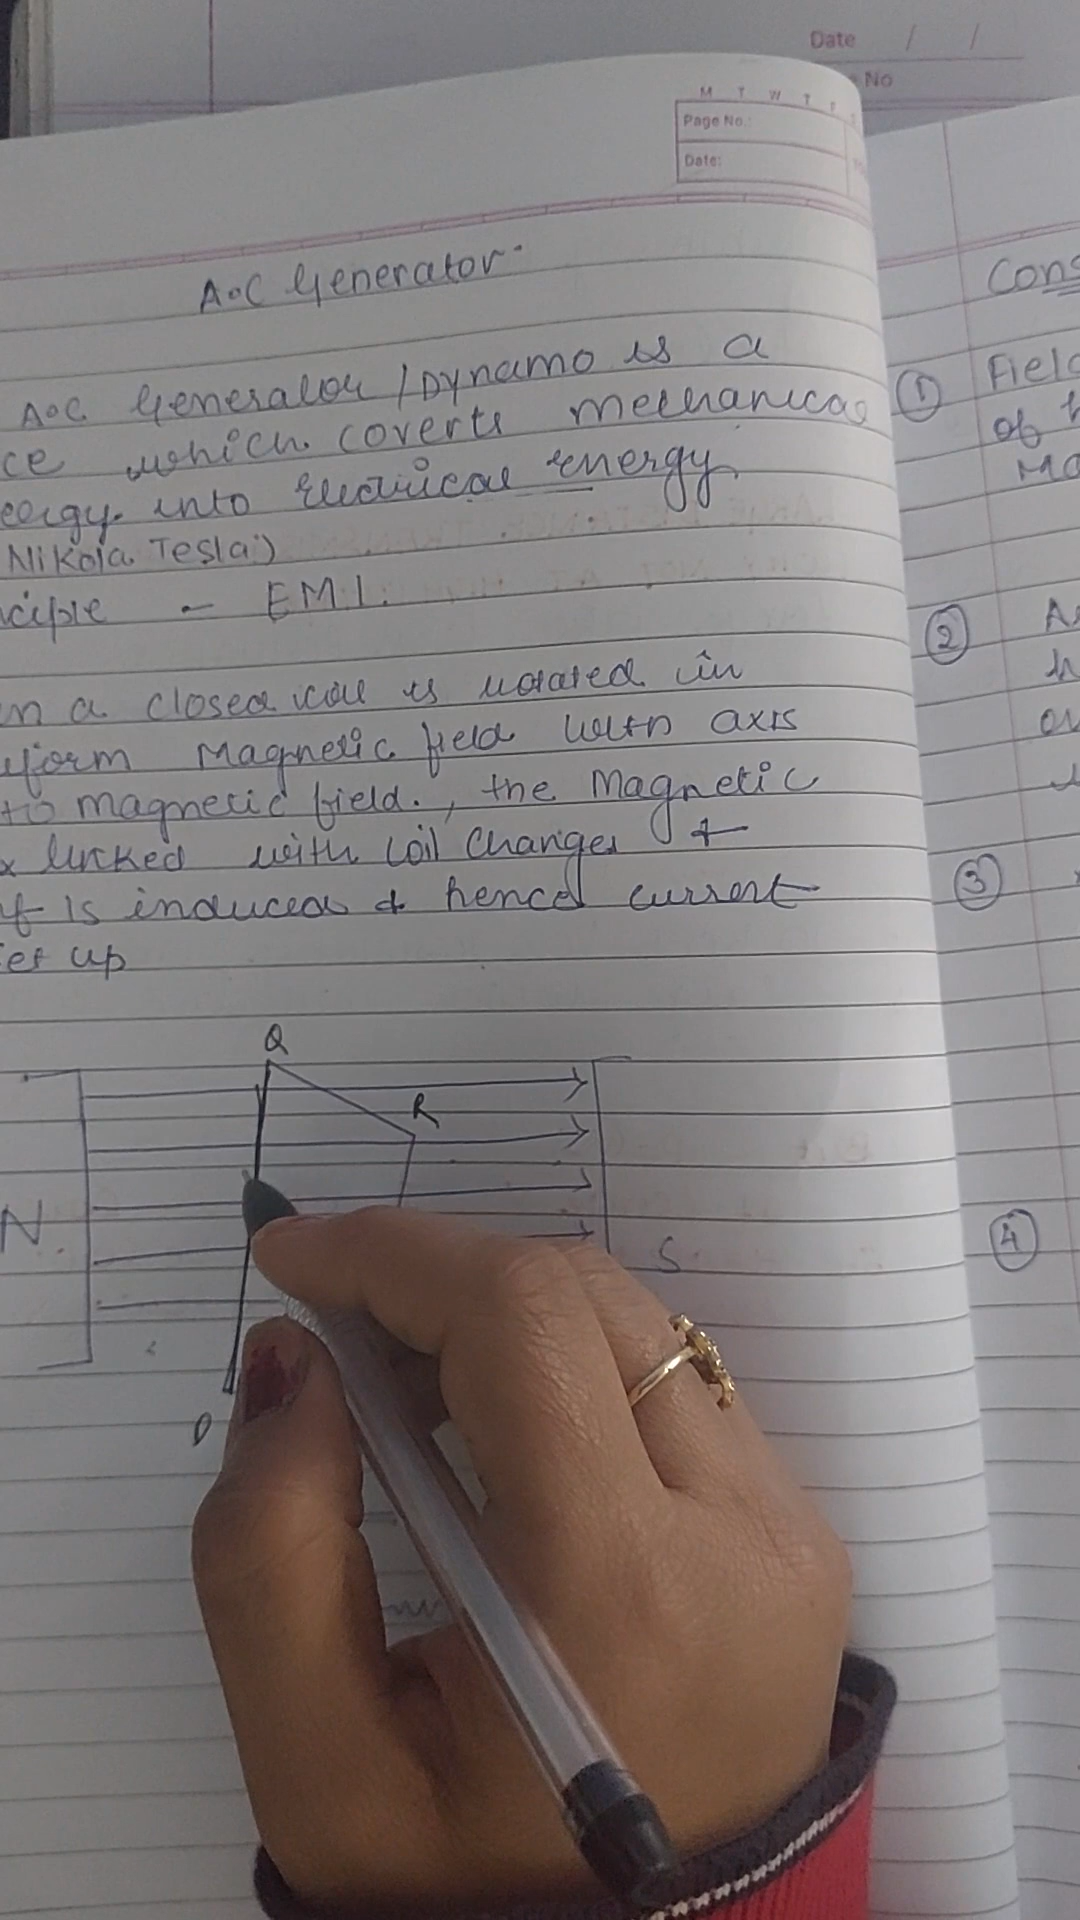 Date / /
No
M T W T F S
Page No.:
Date:
A.C Generator
A.C. Generator / Dynamo is a
ce which coverts mechanical
ergy into Electrical energy
Nikola Tesla)
ciple - EMI.
n a closed coil is rotated in
form Magnetic field with axis
to magnetic field., the Magnetic
x linked with coil changes &
f is induced & hence current
set up
Q
R
N
S
Cons
① Field
of
Ma
②
h
③
④